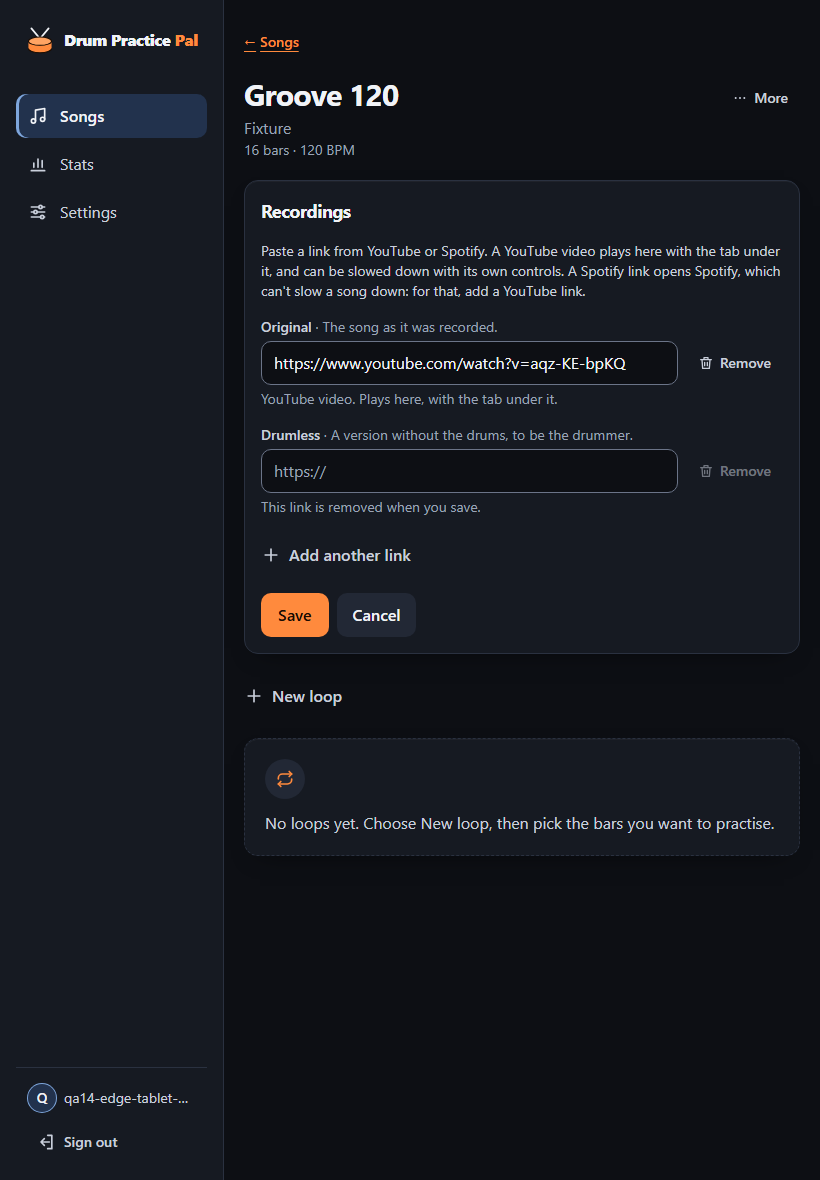 Drum Practice Pal
Songs
Stats
Settings
qa14-edge-tablet-...
Sign out
← Songs
Groove 120
... More
Fixture
16 bars · 120 BPM
Recordings
Paste a link from YouTube or Spotify. A YouTube video plays here with the tab under
it, and can be slowed down with its own controls. A Spotify link opens Spotify, which
can't slow a song down: for that, add a YouTube link.
Original · The song as it was recorded.
https://www.youtube.com/watch?v=aqz-KE-bpKQ
Remove
YouTube video. Plays here, with the tab under it.
Drumless · A version without the drums, to be the drummer.
https://
Remove
This link is removed when you save.
+ Add another link
Save
Cancel
+ New loop
No loops yet. Choose New loop, then pick the bars you want to practise.
Q